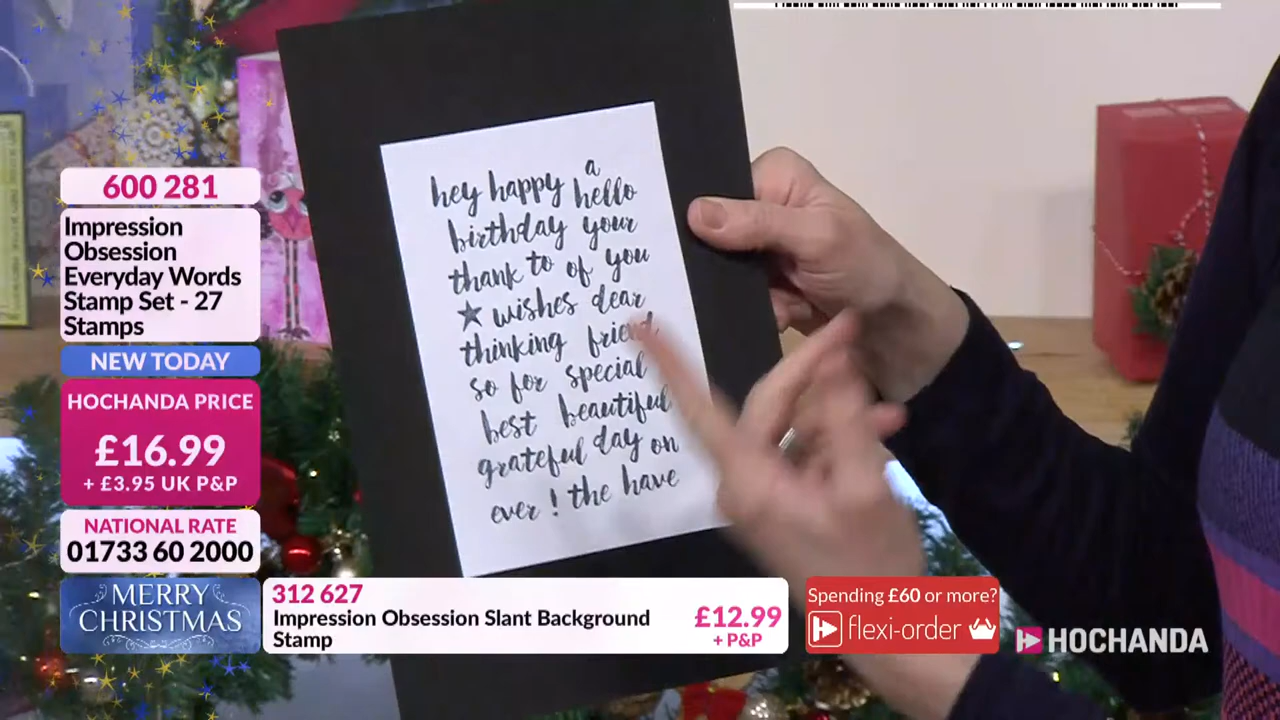 600 281
Impression
Obsession
Everyday Words
Stamp Set - 27
Stamps
NEW TODAY
HOCHANDA PRICE
£16.99
+ £3.95 UK P&P
NATIONAL RATE
01733 60 2000
MERRY
CHRISTMAS
312 627
Impression Obsession Slant Background
Stamp
£12.99
+ P&P
Spending £60 or more?
flexi-order
HOCHANDA
hey happy a hello
birthday your
thank to of you
★ wishes dear
thinking friend
so for special
best beautiful
grateful day on
ever ! the have